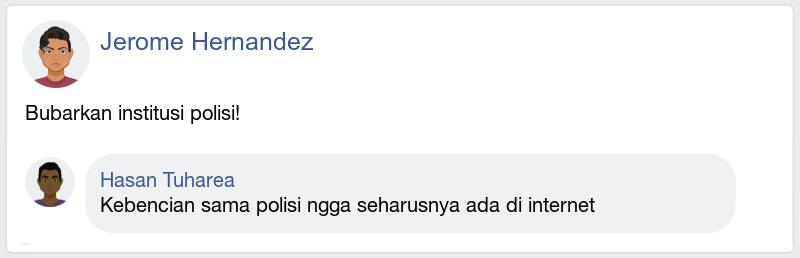 Jerome Hernandez
Bubarkan institusi polisi!
Hasan Tuharea
Kebencian sama polisi ngga seharusnya ada di internet